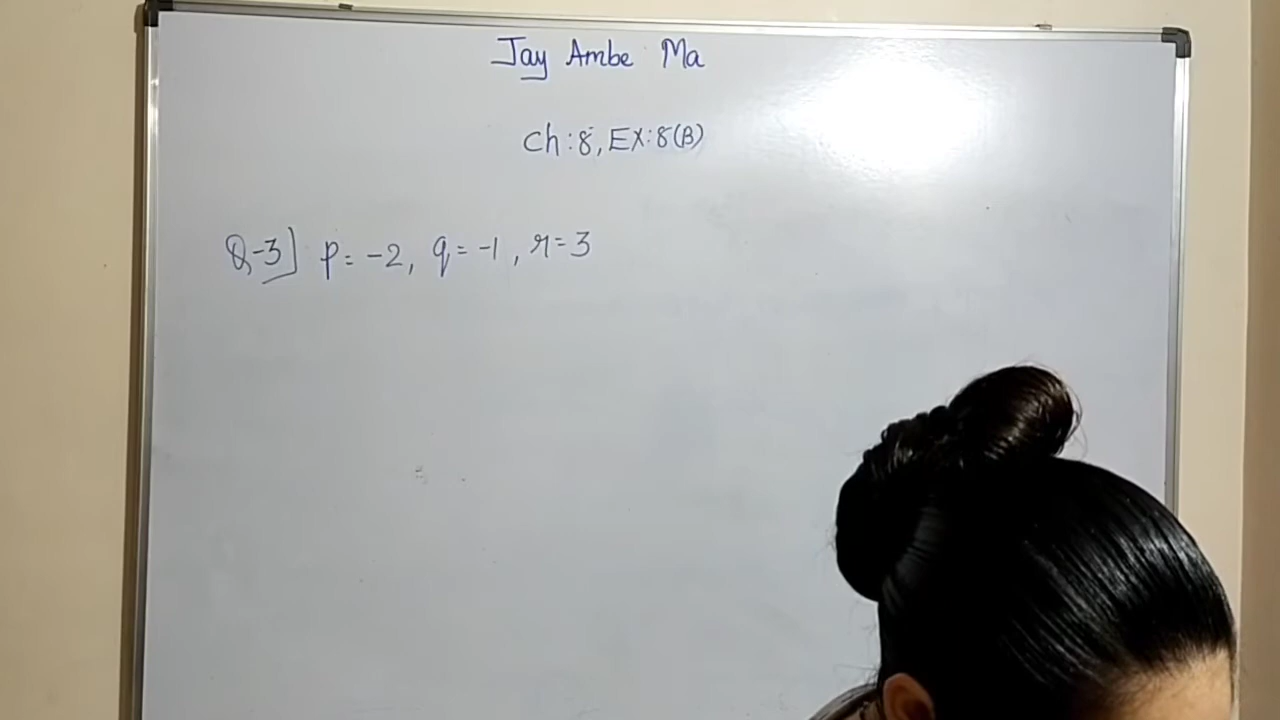 Jay Ambe Ma
Ch:8, EX:8(B)
Q-3] p = -2, q = -1, r = 3